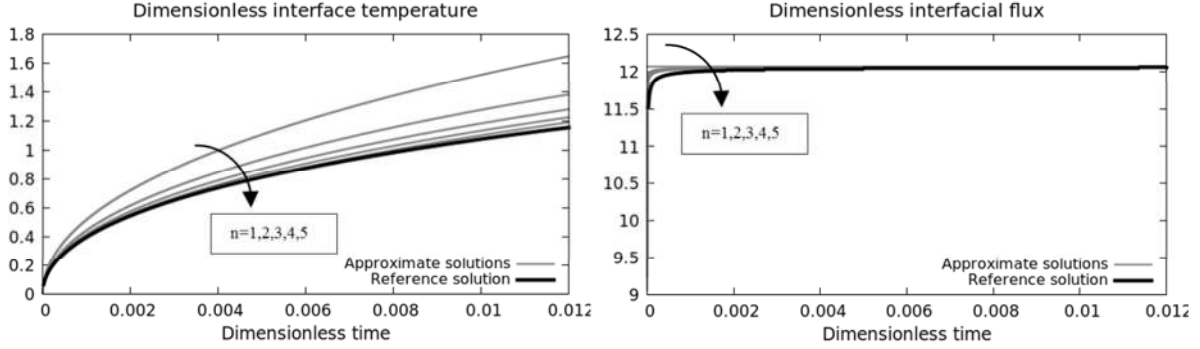 Dimensionless interface temperature
1.8
1.6
1.4
1.2
1
0.8
0.6
0.4
0.2
0
n=1,2,3,4,5
Approximate solutions
Reference solution
0 0.002 0.004 0.006 0.008 0.01 0.012
Dimensionless time
Dimensionless interfacial flux
12.5
12
11.5
11
10.5
10
9.5
9
n=1,2,3,4,5
Approximate solutions
Reference solution
0 0.002 0.004 0.006 0.008 0.01 0.012
Dimensionless time